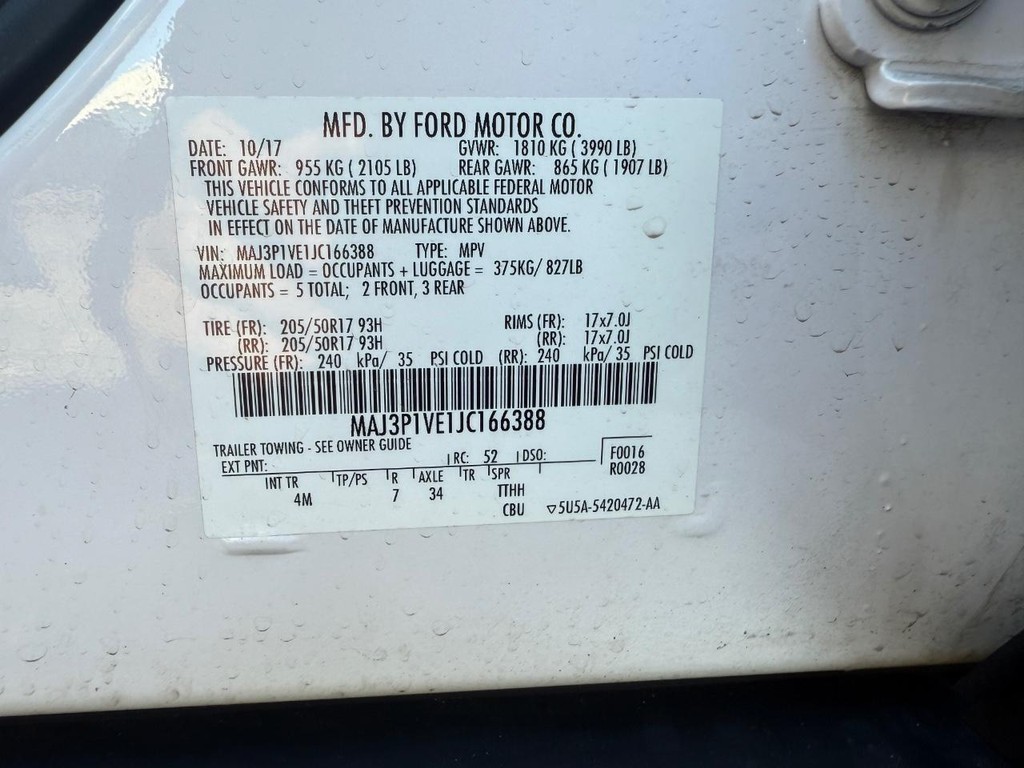 MFD. BY FORD MOTOR CO.
DATE: 10/17 GVWR: 1810 KG ( 3990 LB)
FRONT GAWR: 955 KG ( 2105 LB) REAR GAWR: 865 KG ( 1907 LB)
THIS VEHICLE CONFORMS TO ALL APPLICABLE FEDERAL MOTOR
VEHICLE SAFETY AND THEFT PREVENTION STANDARDS
IN EFFECT ON THE DATE OF MANUFACTURE SHOWN ABOVE.
VIN: MAJ3P1VE1JC166388 TYPE: MPV
MAXIMUM LOAD = OCCUPANTS + LUGGAGE = 375KG/ 827LB
OCCUPANTS = 5 TOTAL; 2 FRONT, 3 REAR
TIRE (FR): 205/50R17 93H RIMS (FR): 17x7.0J
(RR): 205/50R17 93H (RR): 17x7.0J
PRESSURE (FR): 240 kPa/ 35 PSI COLD (RR): 240 kPa/ 35 PSI COLD
MAJ3P1VE1JC166388
TRAILER TOWING - SEE OWNER GUIDE
EXT PNT: RC: 52 DSO: F0016
R0028
INT TR TP/PS R AXLE TR SPR
4M 7 34 TTHH
CBU ▽5U5A-5420472-AA